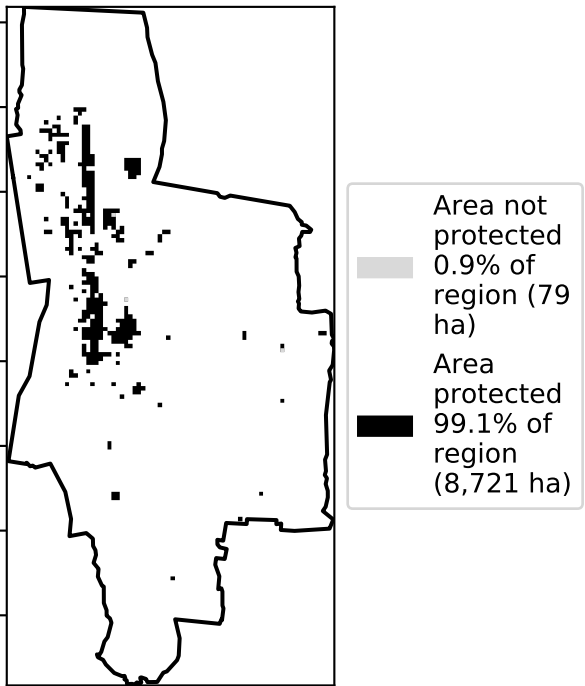 Area not
protected
0.9% of
region (79
ha)
Area
protected
99.1% of
region
(8,721 ha)